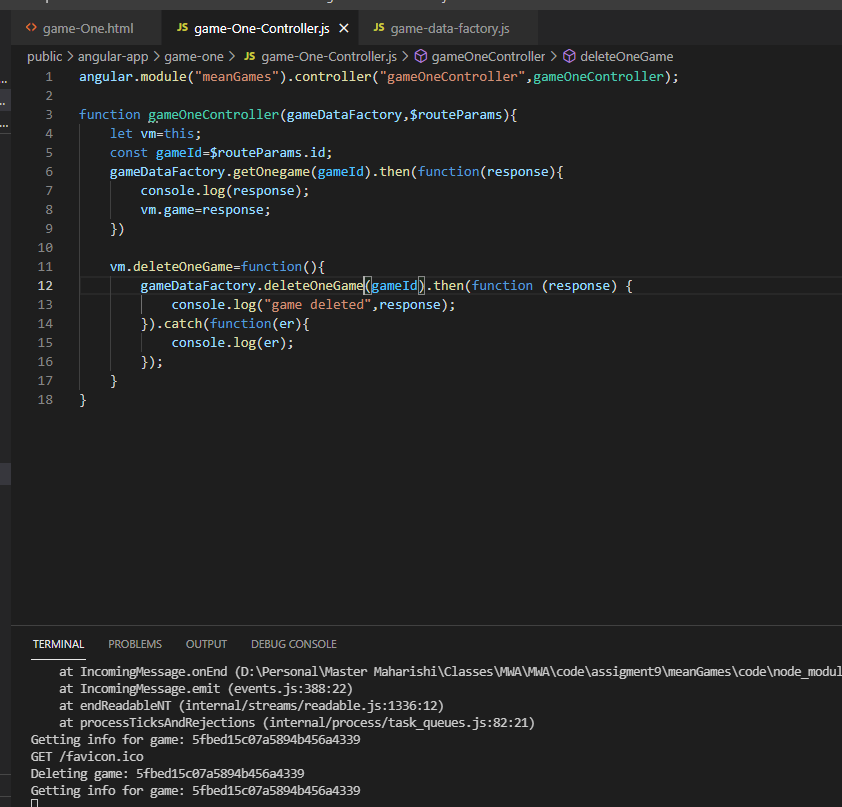 game-One.html JS game-One-Controller.js × JS game-data-factory.js
public > angular-app > game-one > JS game-One-Controller.js > gameOneController > deleteOneGame
1 angular.module("meanGames").controller("gameOneController",gameOneController);
2
3 function gameOneController(gameDataFactory,$routeParams){
4 let vm=this;
5 const gameId=$routeParams.id;
6 gameDataFactory.getOnegame(gameId).then(function(response){
7 console.log(response);
8 vm.game=response;
9 })
10
11 vm.deleteOneGame=function(){
12 gameDataFactory.deleteOneGame(gameId).then(function (response) {
13 console.log("game deleted",response);
14 }).catch(function(er){
15 console.log(er);
16 });
17 }
18 }
TERMINAL PROBLEMS OUTPUT DEBUG CONSOLE
at IncomingMessage.onEnd (D:\Personal\Master Maharishi\Classes\MWA\MWA\code\assigment9\meanGames\code\node_modul
at IncomingMessage.emit (events.js:388:22)
at endReadableNT (internal/streams/readable.js:1336:12)
at processTicksAndRejections (internal/process/task_queues.js:82:21)
Getting info for game: 5fbed15c07a5894b456a4339
GET /favicon.ico
Deleting game: 5fbed15c07a5894b456a4339
Getting info for game: 5fbed15c07a5894b456a4339